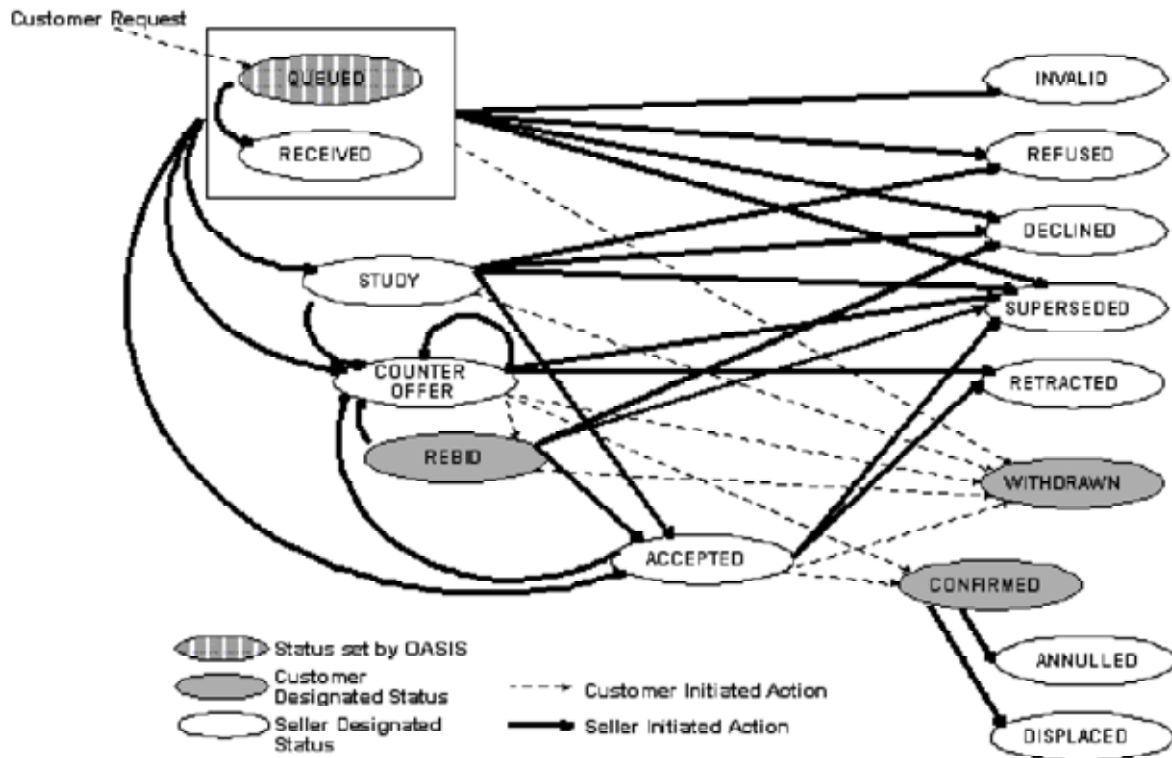 Customer Request
QUEUED
RECEIVED
INVALID
REFUSED
DECLINED
STUDY
SUPERSEDED
COUNTER
OFFER
RETRACTED
REBID
WITHDRAWN
ACCEPTED
CONFIRMED
ANNULLED
DISPLACED
Status set by OASIS
Customer
Designated Status
Seller Designated
Status
Customer Initiated Action
Seller Initiated Action